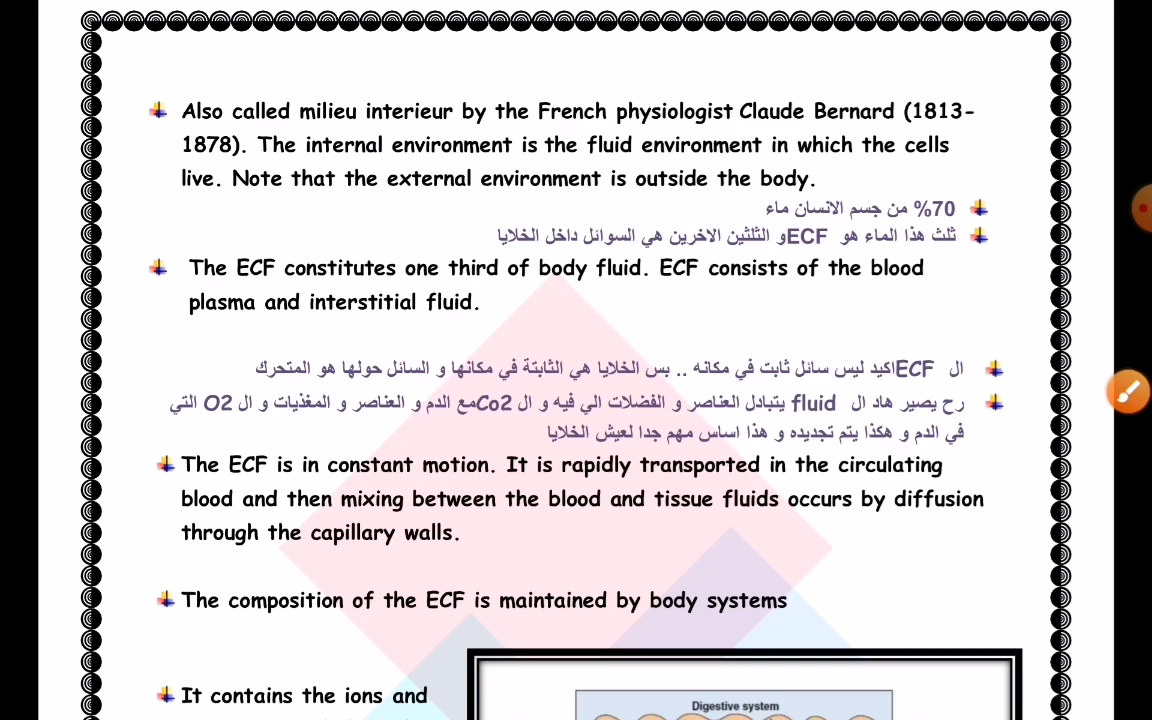 Also called milieu interieur by the French physiologist Claude Bernard (1813-
1878). The internal environment is the fluid environment in which the cells
live. Note that the external environment is outside the body.
70% من جسم الانسان ماء
ثلث هذا الماء هو ECFو الثلثين الاخرين هي السوائل داخل الخلايا
The ECF constitutes one third of body fluid. ECF consists of the blood
plasma and interstitial fluid.
ال ECFاكيد ليس سائل ثابت في مكانه .. بس الخلايا هي الثابتة في مكانها و السائل حولها هو المتحرك
رح يصير هاد ال fluid يتبادل العناصر و الفضلات الي فيه و ال Co2مع الدم و العناصر و المغذيات و ال O2 التي
في الدم و هكذا يتم تجديده و هذا اساس مهم جدا لعيش الخلايا
The ECF is in constant motion. It is rapidly transported in the circulating
blood and then mixing between the blood and tissue fluids occurs by diffusion
through the capillary walls.
The composition of the ECF is maintained by body systems
It contains the ions and
Digestive system